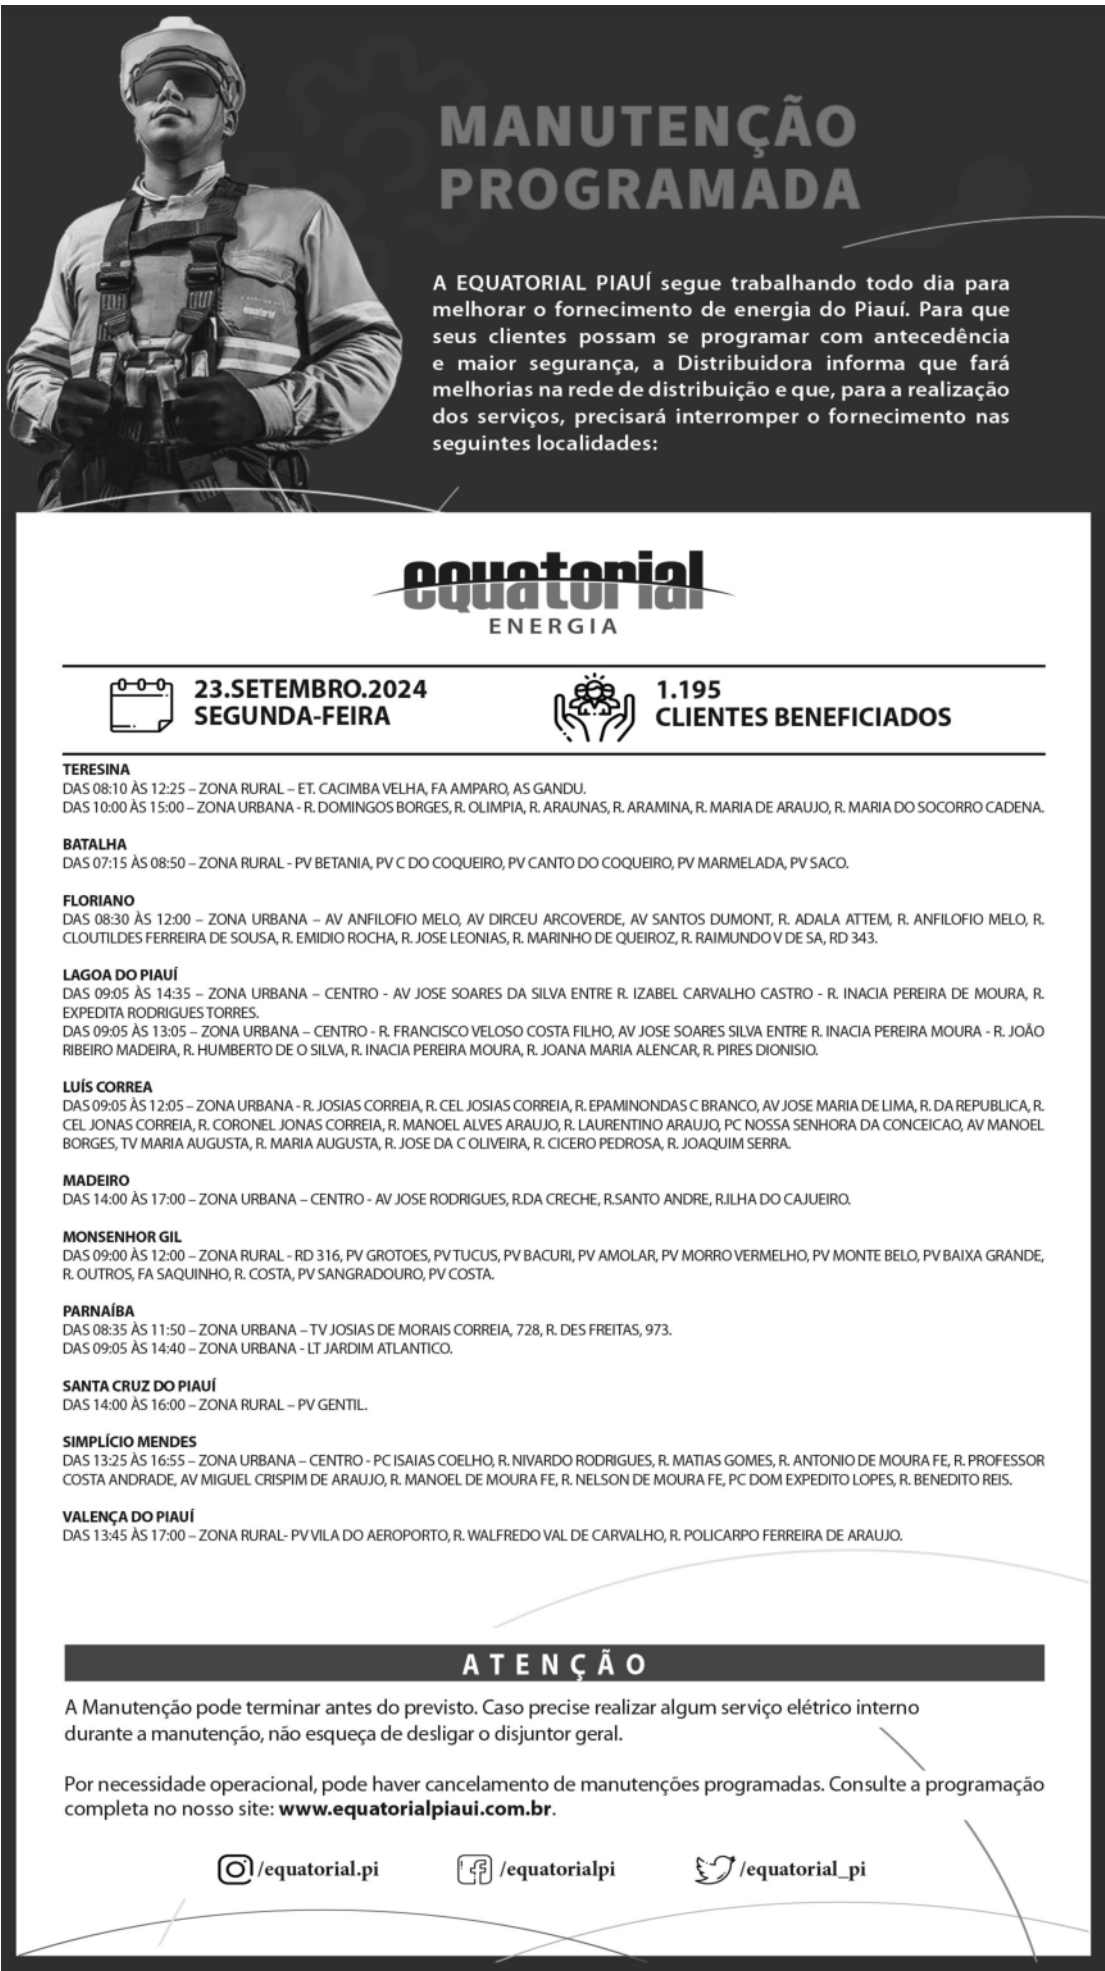 MANUTENÇÃO
PROGRAMADA
A EQUATORIAL PIAUÍ segue trabalhando todo dia para
melhorar o fornecimento de energia do Piauí. Para que
seus clientes possam se programar com antecedência
e maior segurança, a Distribuidora informa que fará
melhorias na rede de distribuição e que, para a realização
dos serviços, precisará interromper o fornecimento nas
seguintes localidades:
equatorial
ENERGIA
23.SETEMBRO.2024
SEGUNDA-FEIRA
1.195
CLIENTES BENEFICIADOS
TERESINA
DAS 08:10 ÀS 12:25 – ZONA RURAL – ET. CACIMBA VELHA, FA AMPARO, AS GANDU.
DAS 10:00 ÀS 15:00 – ZONA URBANA - R. DOMINGOS BORGES, R. OLIMPIA, R. ARAUNAS, R. ARAMINA, R. MARIA DE ARAUJO, R. MARIA DO SOCORRO CADENA.
BATALHA
DAS 07:15 ÀS 08:50 – ZONA RURAL - PV BETANIA, PV C DO COQUEIRO, PV CANTO DO COQUEIRO, PV MARMELADA, PV SACO.
FLORIANO
DAS 08:30 ÀS 12:00 – ZONA URBANA – AV ANFILOFIO MELO, AV DIRCEU ARCOVERDE, AV SANTOS DUMONT, R. ADALA ATTEM, R. ANFILOFIO MELO, R.
CLOUTILDES FERREIRA DE SOUSA, R. EMIDIO ROCHA, R. JOSE LEONIAS, R. MARINHO DE QUEIROZ, R. RAIMUNDO V DE SA, RD 343.
LAGOA DO PIAUÍ
DAS 09:05 ÀS 14:35 – ZONA URBANA – CENTRO - AV JOSE SOARES DA SILVA ENTRE R. IZABEL CARVALHO CASTRO - R. INACIA PEREIRA DE MOURA, R.
EXPEDITA RODRIGUES TORRES.
DAS 09:05 ÀS 13:05 – ZONA URBANA – CENTRO - R. FRANCISCO VELOSO COSTA FILHO, AV JOSE SOARES SILVA ENTRE R. INACIA PEREIRA MOURA - R. JOÃO
RIBEIRO MADEIRA, R. HUMBERTO DE O SILVA, R. INACIA PEREIRA MOURA, R. JOANA MARIA ALENCAR, R. PIRES DIONISIO.
LUÍS CORREA
DAS 09:05 ÀS 12:05 – ZONA URBANA - R. JOSIAS CORREIA, R. CEL JOSIAS CORREIA, R. EPAMINONDAS C BRANCO, AV JOSE MARIA DE LIMA, R. DA REPUBLICA, R.
CEL JONAS CORREIA, R. CORONEL JONAS CORREIA, R. MANOEL ALVES ARAUJO, R. LAURENTINO ARAUJO, PC NOSSA SENHORA DA CONCEICAO, AV MANOEL
BORGES, TV MARIA AUGUSTA, R. MARIA AUGUSTA, R. JOSE DA C OLIVEIRA, R. CICERO PEDROSA, R. JOAQUIM SERRA.
MADEIRO
DAS 14:00 ÀS 17:00 – ZONA URBANA – CENTRO - AV JOSE RODRIGUES, R.DA CRECHE, R.SANTO ANDRE, R.ILHA DO CAJUEIRO.
MONSENHOR GIL
DAS 09:00 ÀS 12:00 – ZONA RURAL - RD 316, PV GROTOES, PV TUCUS, PV BACURI, PV AMOLAR, PV MORRO VERMELHO, PV MONTE BELO, PV BAIXA GRANDE,
R. OUTROS, FA SAQUINHO, R. COSTA, PV SANGRADOURO, PV COSTA.
PARNAÍBA
DAS 08:35 ÀS 11:50 – ZONA URBANA – TV JOSIAS DE MORAIS CORREIA, 728, R. DES FREITAS, 973.
DAS 09:05 ÀS 14:40 – ZONA URBANA - LT JARDIM ATLANTICO.
SANTA CRUZ DO PIAUÍ
DAS 14:00 ÀS 16:00 – ZONA RURAL – PV GENTIL.
SIMPLÍCIO MENDES
DAS 13:25 ÀS 16:55 – ZONA URBANA – CENTRO - PC ISAIAS COELHO, R. NIVARDO RODRIGUES, R. MATIAS GOMES, R. ANTONIO DE MOURA FE, R. PROFESSOR
COSTA ANDRADE, AV MIGUEL CRISPIM DE ARAUJO, R. MANOEL DE MOURA FE, R. NELSON DE MOURA FE, PC DOM EXPEDITO LOPES, R. BENEDITO REIS.
VALENÇA DO PIAUÍ
DAS 13:45 ÀS 17:00 – ZONA RURAL- PV VILA DO AEROPORTO, R. WALFREDO VAL DE CARVALHO, R. POLICARPO FERREIRA DE ARAUJO.
ATENÇÃO
A Manutenção pode terminar antes do previsto. Caso precise realizar algum serviço elétrico interno
durante a manutenção, não esqueça de desligar o disjuntor geral.
Por necessidade operacional, pode haver cancelamento de manutenções programadas. Consulte a programação
completa no nosso site: www.equatorialpiaui.com.br.
/equatorial.pi
/equatorialpi
/equatorial_pi